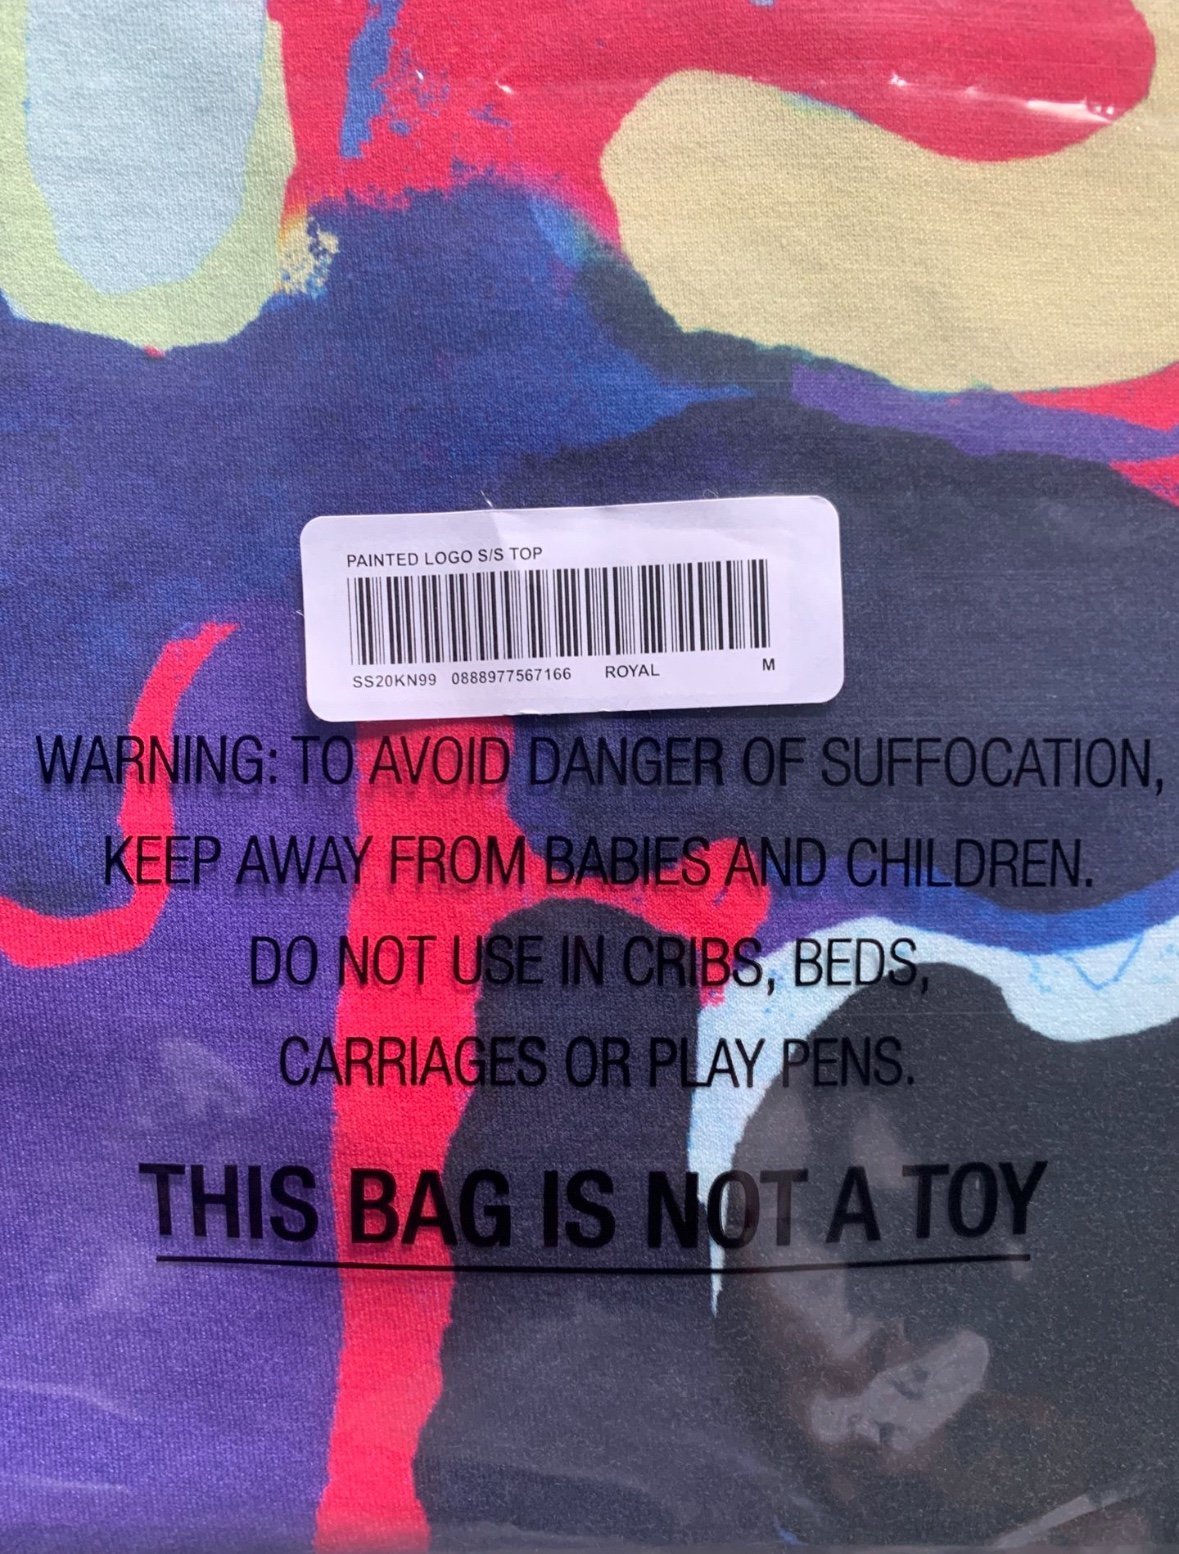 PAINTED LOGO S/S TOP
SS20KN99 0888977567166 ROYAL M
WARNING: TO AVOID DANGER OF SUFFOCATION,
KEEP AWAY FROM BABIES AND CHILDREN.
DO NOT USE IN CRIBS, BEDS,
CARRIAGES OR PLAY PENS.
THIS BAG IS NOT A TOY